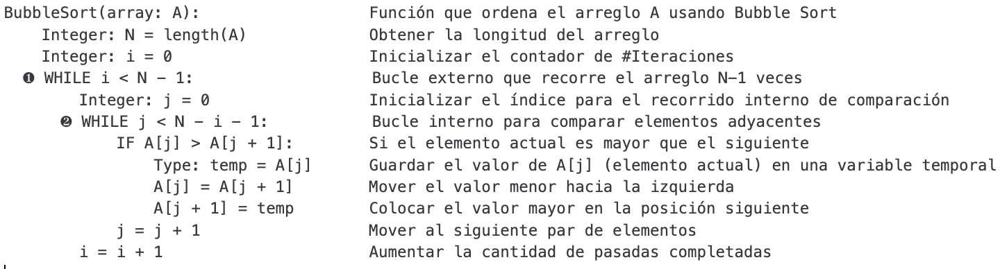 BubbleSort(array: A): Función que ordena el arreglo A usando Bubble Sort
Integer: N = length(A) Obtener la longitud del arreglo
Integer: i = 0 Inicializar el contador de #Iteraciones
❶ WHILE i < N - 1: Bucle externo que recorre el arreglo N-1 veces
Integer: j = 0 Inicializar el índice para el recorrido interno de comparación
❷ WHILE j < N - i - 1: Bucle interno para comparar elementos adyacentes
IF A[j] > A[j + 1]: Si el elemento actual es mayor que el siguiente
Type: temp = A[j] Guardar el valor de A[j] (elemento actual) en una variable temporal
A[j] = A[j + 1] Mover el valor menor hacia la izquierda
A[j + 1] = temp Colocar el valor mayor en la posición siguiente
j = j + 1 Mover al siguiente par de elementos
i = i + 1 Aumentar la cantidad de pasadas completadas